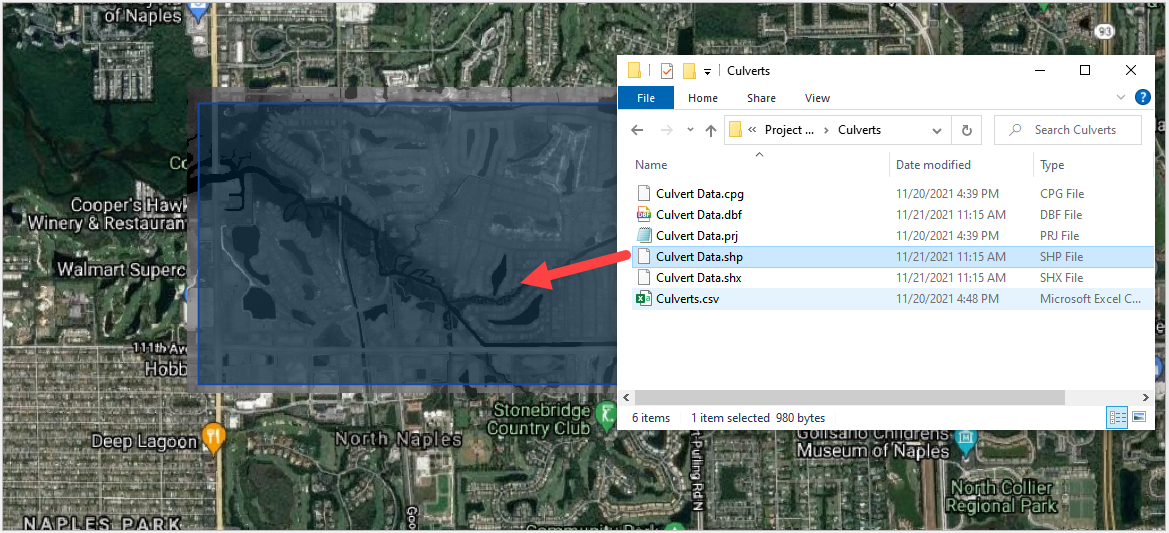 of Naples
93
Co
Cooper's Hawk
Winery & Restauran
Walmart Superc
111th Av
Hobb
Deep Lagoon
North Naples
Stonebridge
Country Club
NAPLES PARK
Goo
t-Pulling Rd N
Golisano Childrens
Museum of Naples
North Collier
Regional Park
Community Park
Culverts
File Home Share View
« Project ... › Culverts
Search Culverts
Name Date modified Type
Culvert Data.cpg 11/20/2021 4:39 PM CPG File
Culvert Data.dbf 11/21/2021 11:15 AM DBF File
Culvert Data.prj 11/20/2021 4:39 PM PRJ File
Culvert Data.shp 11/21/2021 11:15 AM SHP File
Culvert Data.shx 11/21/2021 11:15 AM SHX File
Culverts.csv 11/20/2021 4:48 PM Microsoft Excel C...
6 items 1 item selected 980 bytes